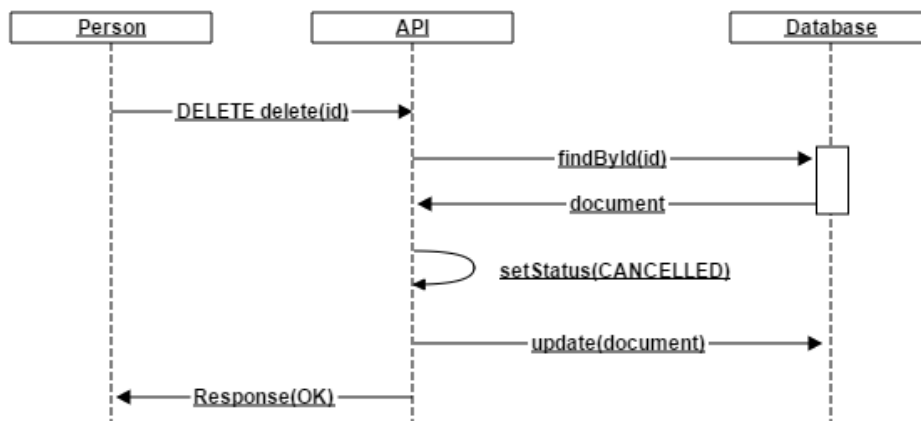 Person
API
Database
DELETE delete(id)
findById(id)
document
setStatus(CANCELLED)
update(document)
Response(OK)